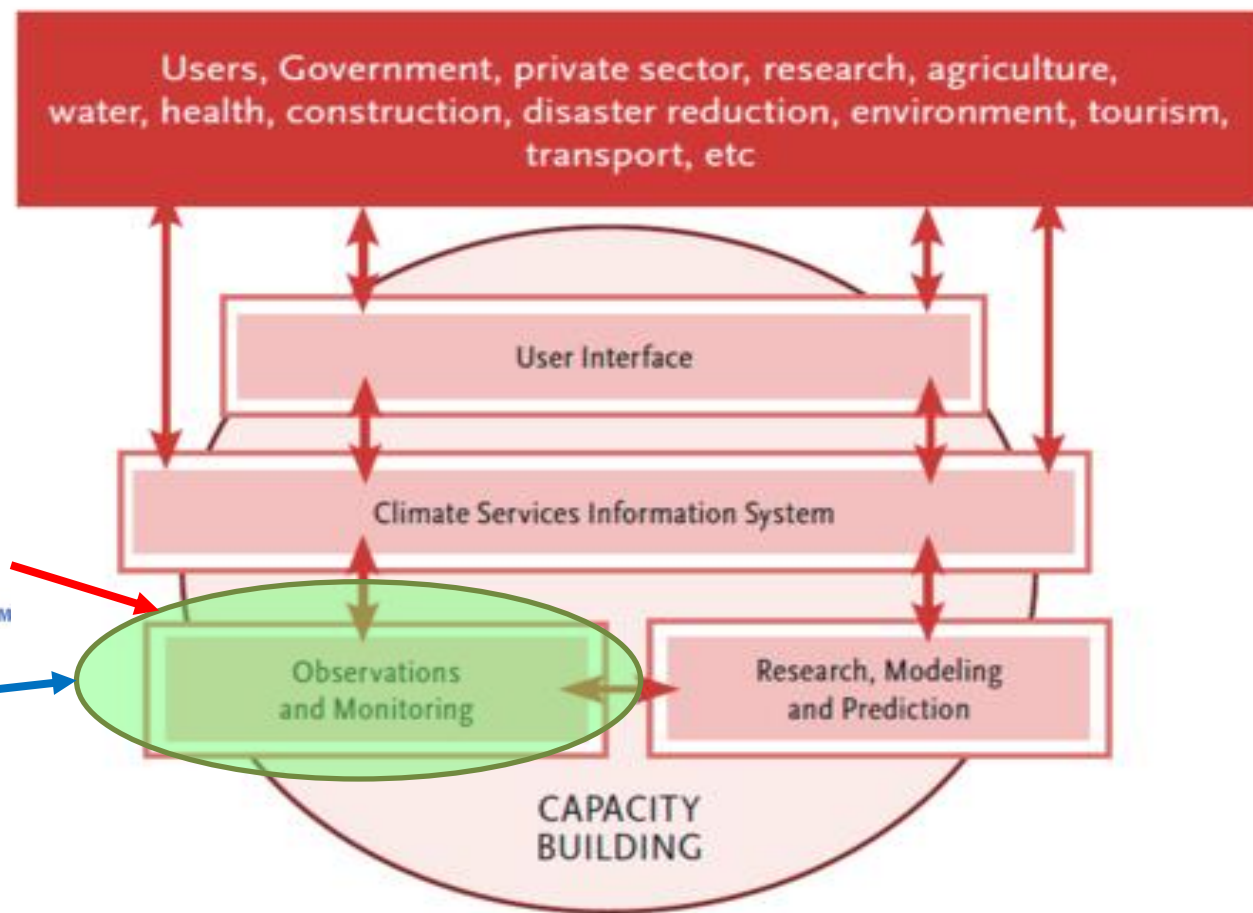 Users, Government, private sector, research, agriculture,
water, health, construction, disaster reduction, environment, tourism,
transport, etc
User Interface
Climate Services Information System
Observations
and Monitoring
Research, Modeling
and Prediction
CAPACITY
BUILDING